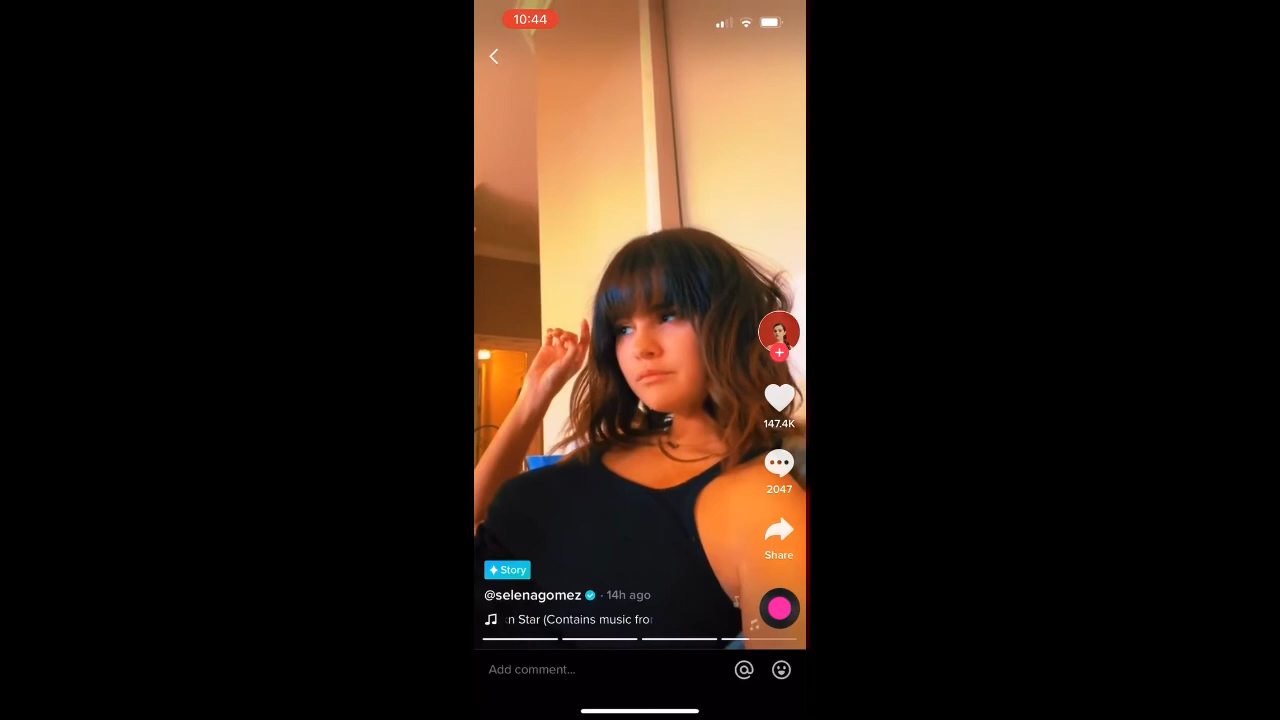 10:44
147.4K
2047
Share
Story
@selenagomez · 14h ago
n Star (Contains music fro
Add comment...